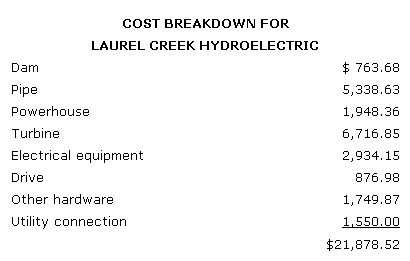 COST BREAKDOWN FOR
LAUREL CREEK HYDROELECTRIC
Dam $ 763.68
Pipe 5,338.63
Powerhouse 1,948.36
Turbine 6,716.85
Electrical equipment 2,934.15
Drive 876.98
Other hardware 1,749.87
Utility connection 1,550.00
$21,878.52